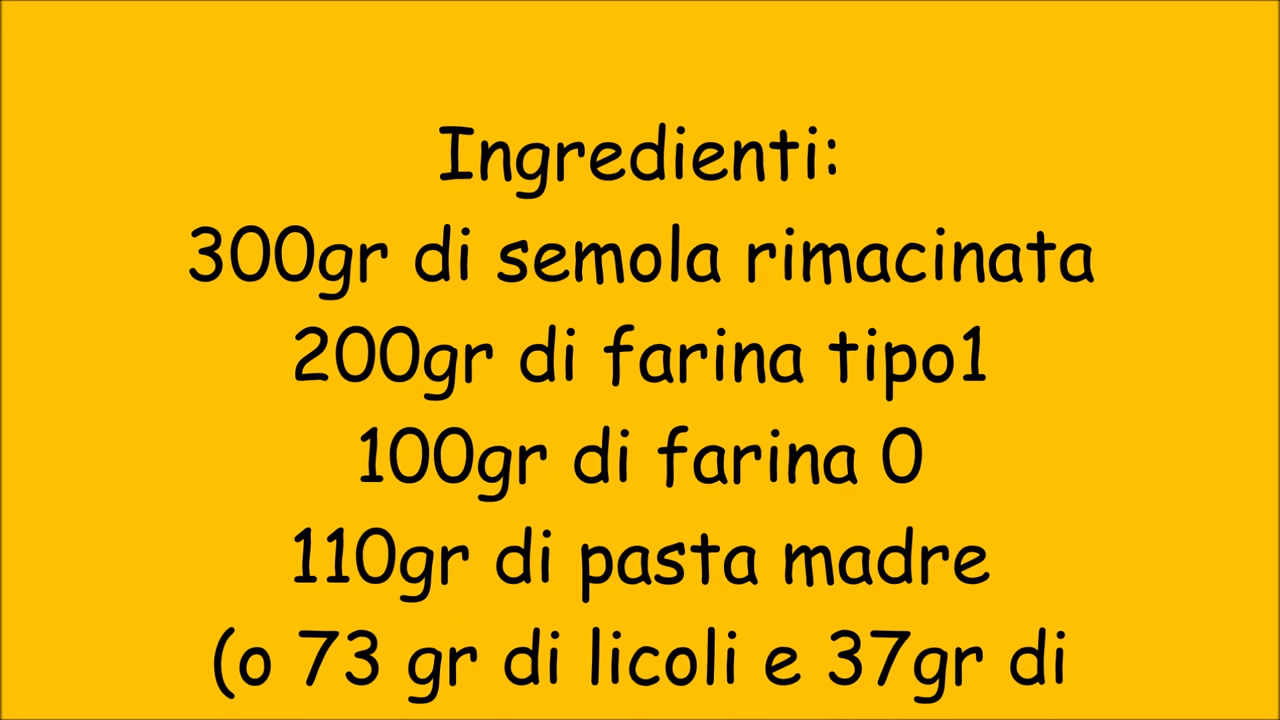 Ingredienti:
300gr di semola rimacinata
200gr di farina tipo1
100gr di farina 0
110gr di pasta madre
(o 73 gr di licoli e 37gr di